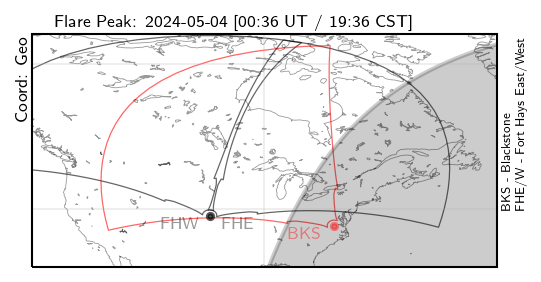 Flare Peak: 2024-05-04 [00:36 UT / 19:36 CST]
Coord: Geo
FHW
FHE
BKS
BKS - Blackstone
FHE/W - Fort Hays East/West